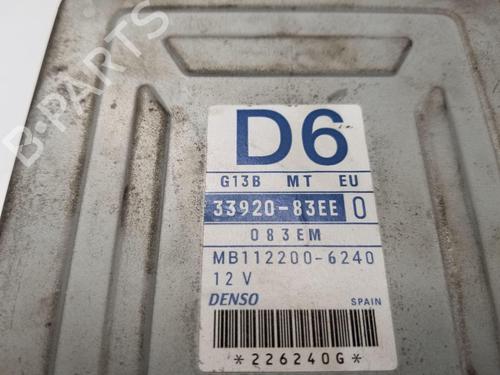 B-PARTS
D6
G13B MT EU
33920-83EE 0
083EM
MB112200-6240
12 V
DENSO SPAIN
*226240G*